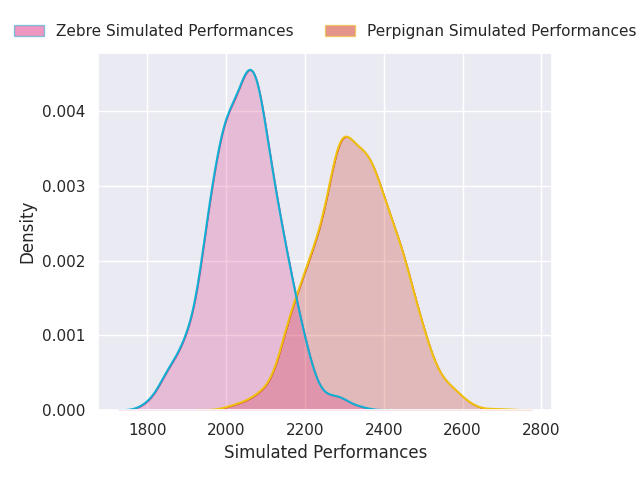 Zebre Simulated Performances Perpignan Simulated Performances
0.004
0.003
0.002
0.001
0.000
Density
1800 2000 2200 2400 2600 2800
Simulated Performances